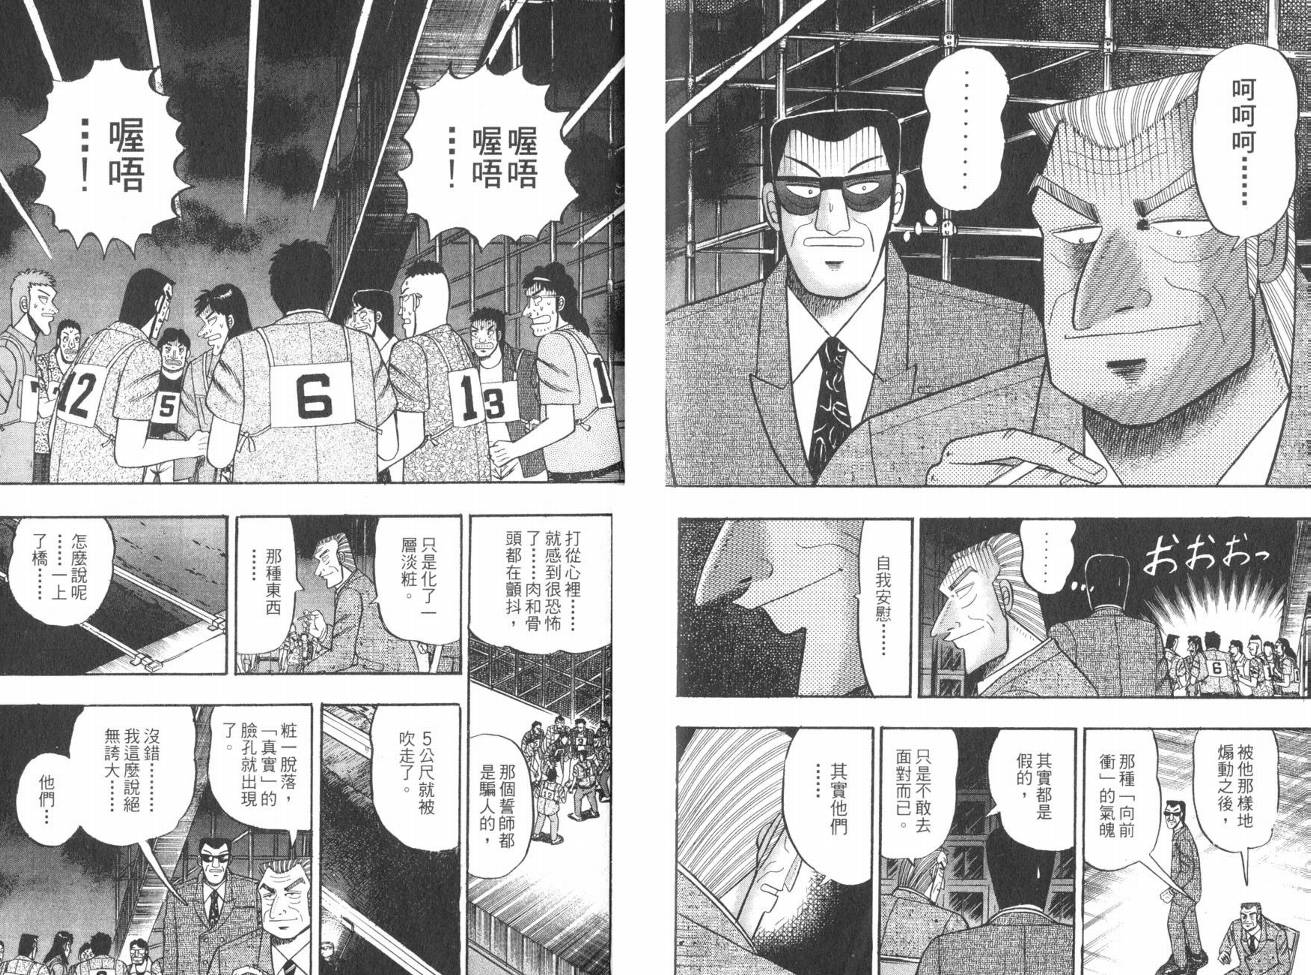 呵呵呵……
………
おおおっ
……
自我安慰……
被他那樣地
煽動之後，
那種「向前
衝」的氣魄
其實都是
假的，
只是不敢去
面對而已。
其實他們
……
喔唔
喔唔
……！
喔唔
……！
12
5
6
1
3
1
6
打從心裡……
就感到很恐怖
了……肉和骨
頭都在顫抖，
只是化了一
層淡粧。
那種東西
……
怎麼說呢
……一上
了橋……
那個誓師都
是騙人的，
5公尺就被
吹走了。
粧一脫落，
「真實」的
臉孔就出現
了。
沒錯………
我這麼說絕
無誇大……
他們…